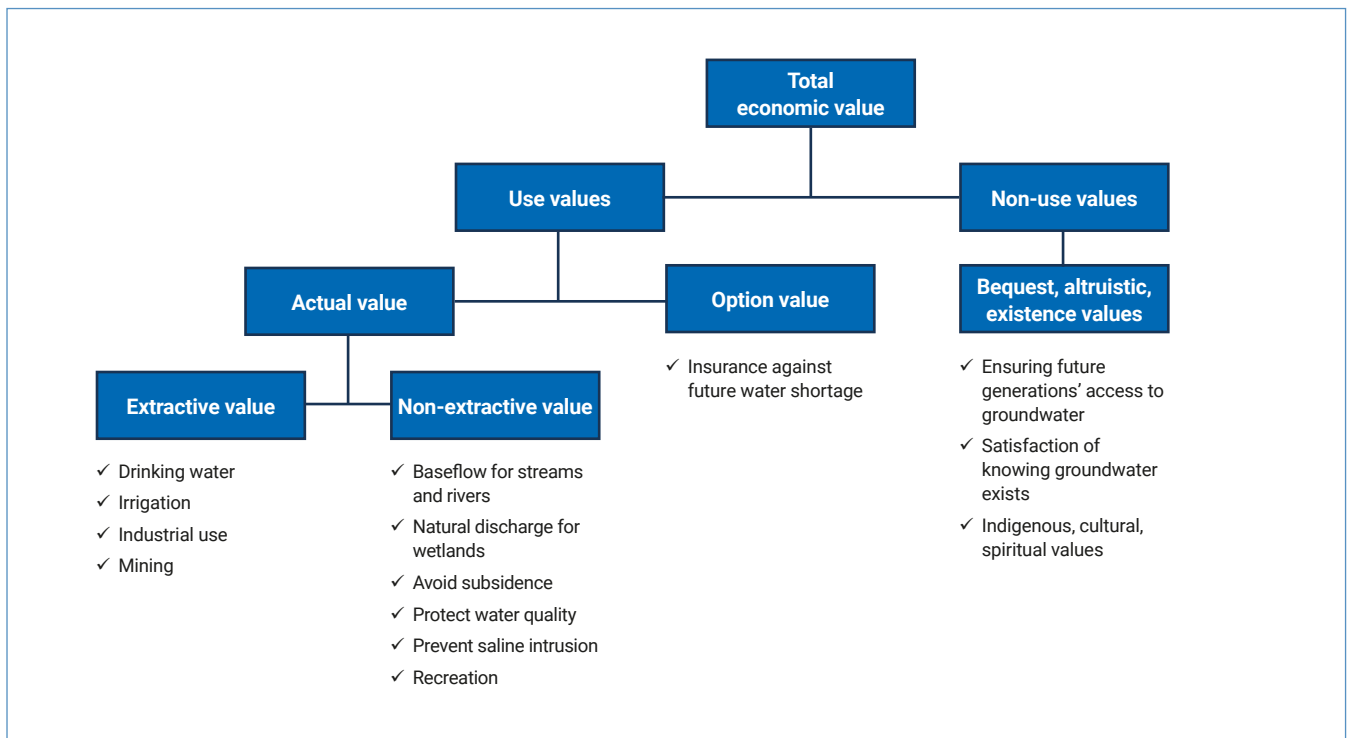 Total
economic value
Use values
Non-use values
Actual value
Option value
Bequest, altruistic,
existence values
Extractive value
Non-extractive value
✓ Insurance against
future water shortage
✓ Ensuring future
generations’ access to
groundwater
✓ Satisfaction of
knowing groundwater
exists
✓ Indigenous, cultural,
spiritual values
✓ Drinking water
✓ Irrigation
✓ Industrial use
✓ Mining
✓ Baseflow for streams
and rivers
✓ Natural discharge for
wetlands
✓ Avoid subsidence
✓ Protect water quality
✓ Prevent saline intrusion
✓ Recreation